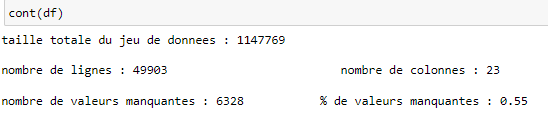 cont(df)
taille totale du jeu de donnees : 1147769
nombre de lignes : 49903 nombre de colonnes : 23
nombre de valeurs manquantes : 6328 % de valeurs manquantes : 0.55